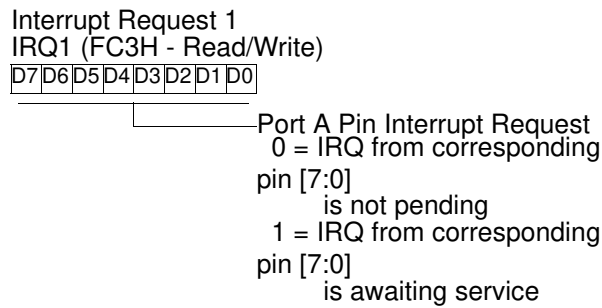 Interrupt Request 1
IRQ1 (FC3H - Read/Write)
D7 D6 D5 D4 D3 D2 D1 D0
Port A Pin Interrupt Request
0 = IRQ from corresponding
pin [7:0]
is not pending
1 = IRQ from corresponding
pin [7:0]
is awaiting service